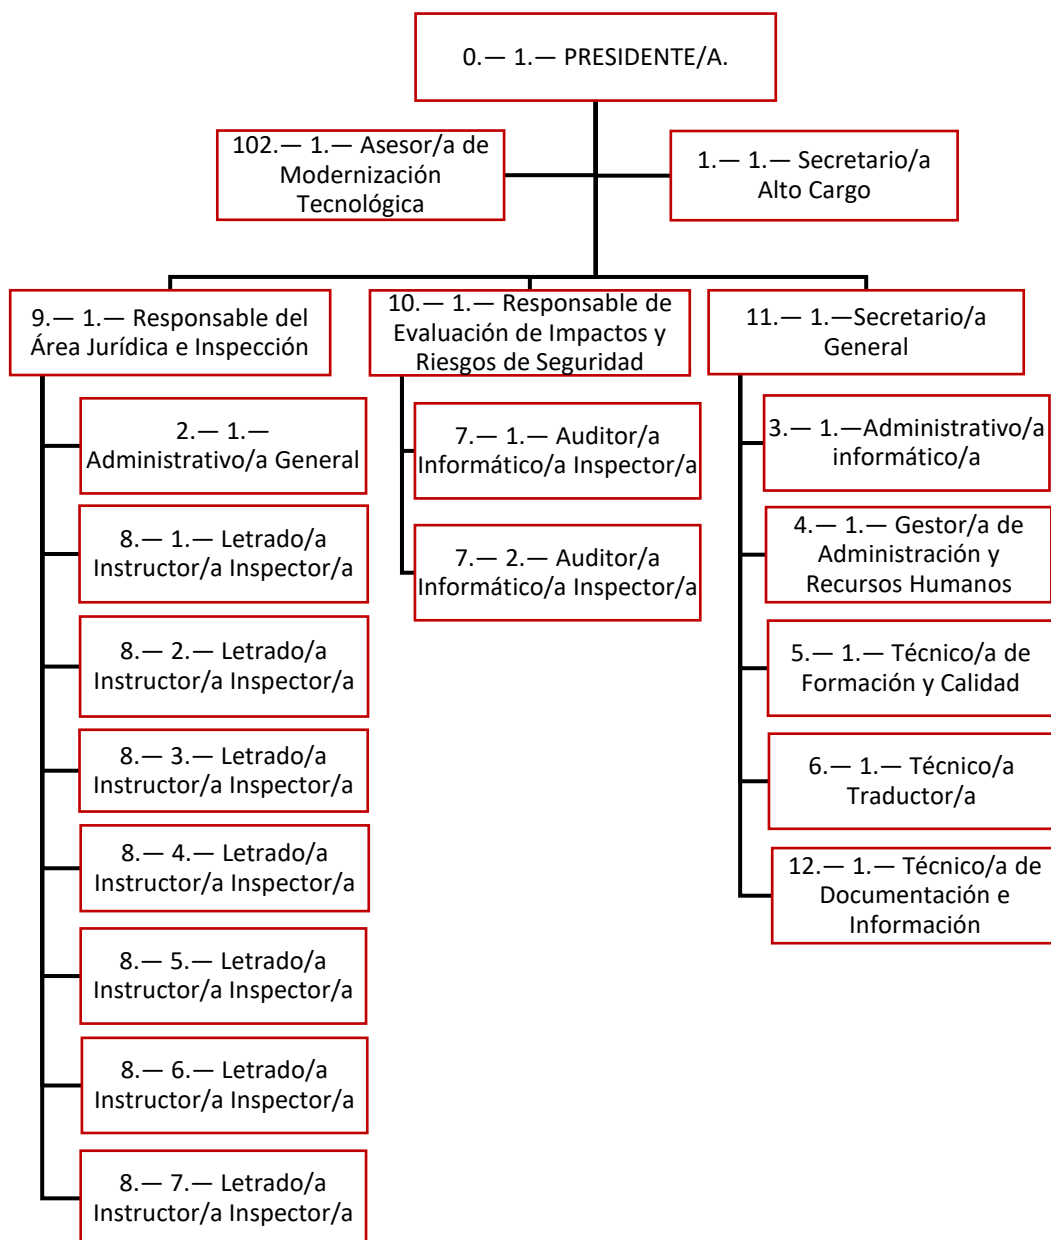 0.— 1.— PRESIDENTE/A.
102.— 1.— Asesor/a de
Modernización
Tecnológica
1.— 1.— Secretario/a
Alto Cargo
9.— 1.— Responsable del
Área Jurídica e Inspección
2.— 1.—
Administrativo/a General
8.— 1.— Letrado/a
Instructor/a Inspector/a
8.— 2.— Letrado/a
Instructor/a Inspector/a
8.— 3.— Letrado/a
Instructor/a Inspector/a
8.— 4.— Letrado/a
Instructor/a Inspector/a
8.— 5.— Letrado/a
Instructor/a Inspector/a
8.— 6.— Letrado/a
Instructor/a Inspector/a
8.— 7.— Letrado/a
Instructor/a Inspector/a
10.— 1.— Responsable de
Evaluación de Impactos y
Riesgos de Seguridad
7.— 1.— Auditor/a
Informático/a Inspector/a
7.— 2.— Auditor/a
Informático/a Inspector/a
11.— 1.—Secretario/a
General
3.— 1.—Administrativo/a
informático/a
4.— 1.— Gestor/a de
Administración y
Recursos Humanos
5.— 1.— Técnico/a de
Formación y Calidad
6.— 1.— Técnico/a
Traductor/a
12.— 1.— Técnico/a de
Documentación e
Información